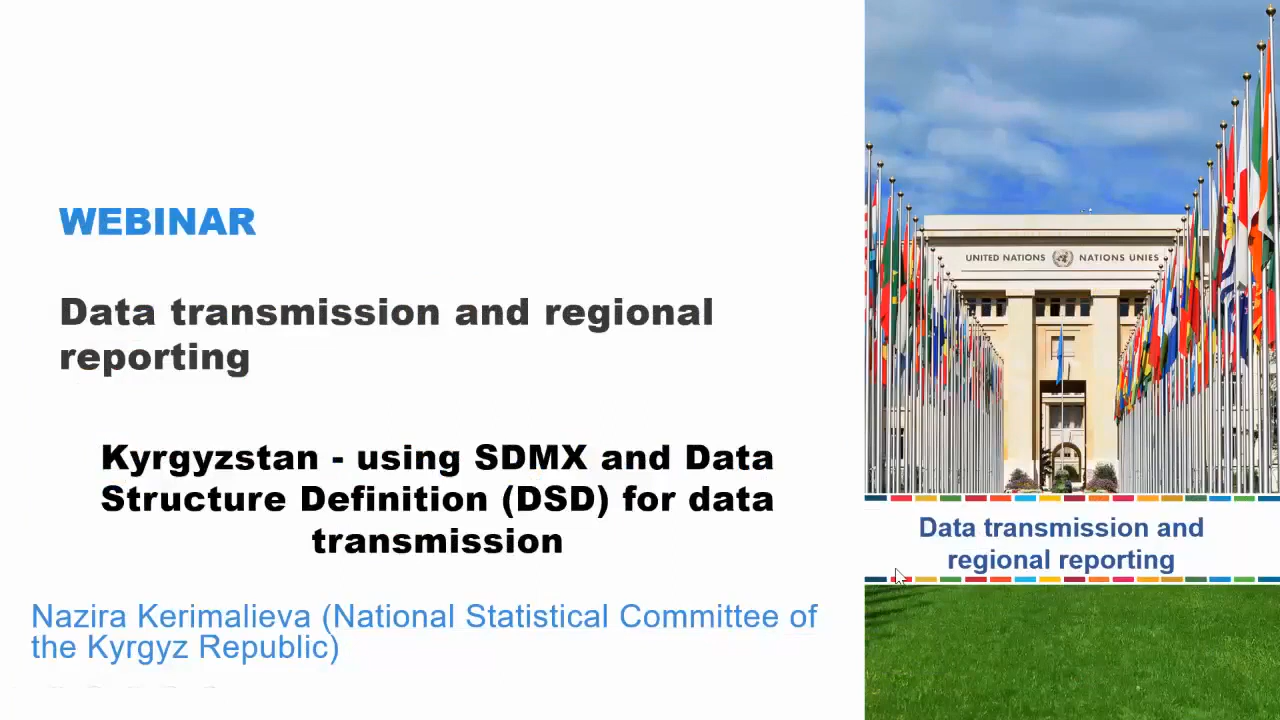 WEBINAR
Data transmission and regional
reporting
Kyrgyzstan - using SDMX and Data
Structure Definition (DSD) for data
transmission
Nazira Kerimalieva (National Statistical Committee of
the Kyrgyz Republic)
UNITED NATIONS NATIONS UNIES
Data transmission and
regional reporting